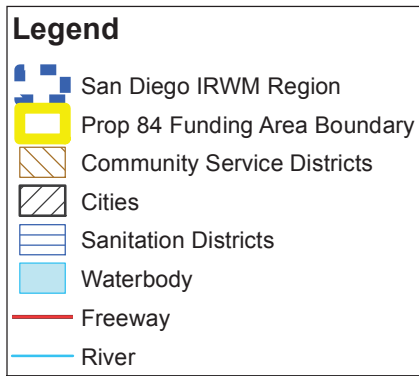 Legend
San Diego IRWM Region
Prop 84 Funding Area Boundary
Community Service Districts
Cities
Sanitation Districts
Waterbody
Freeway
River